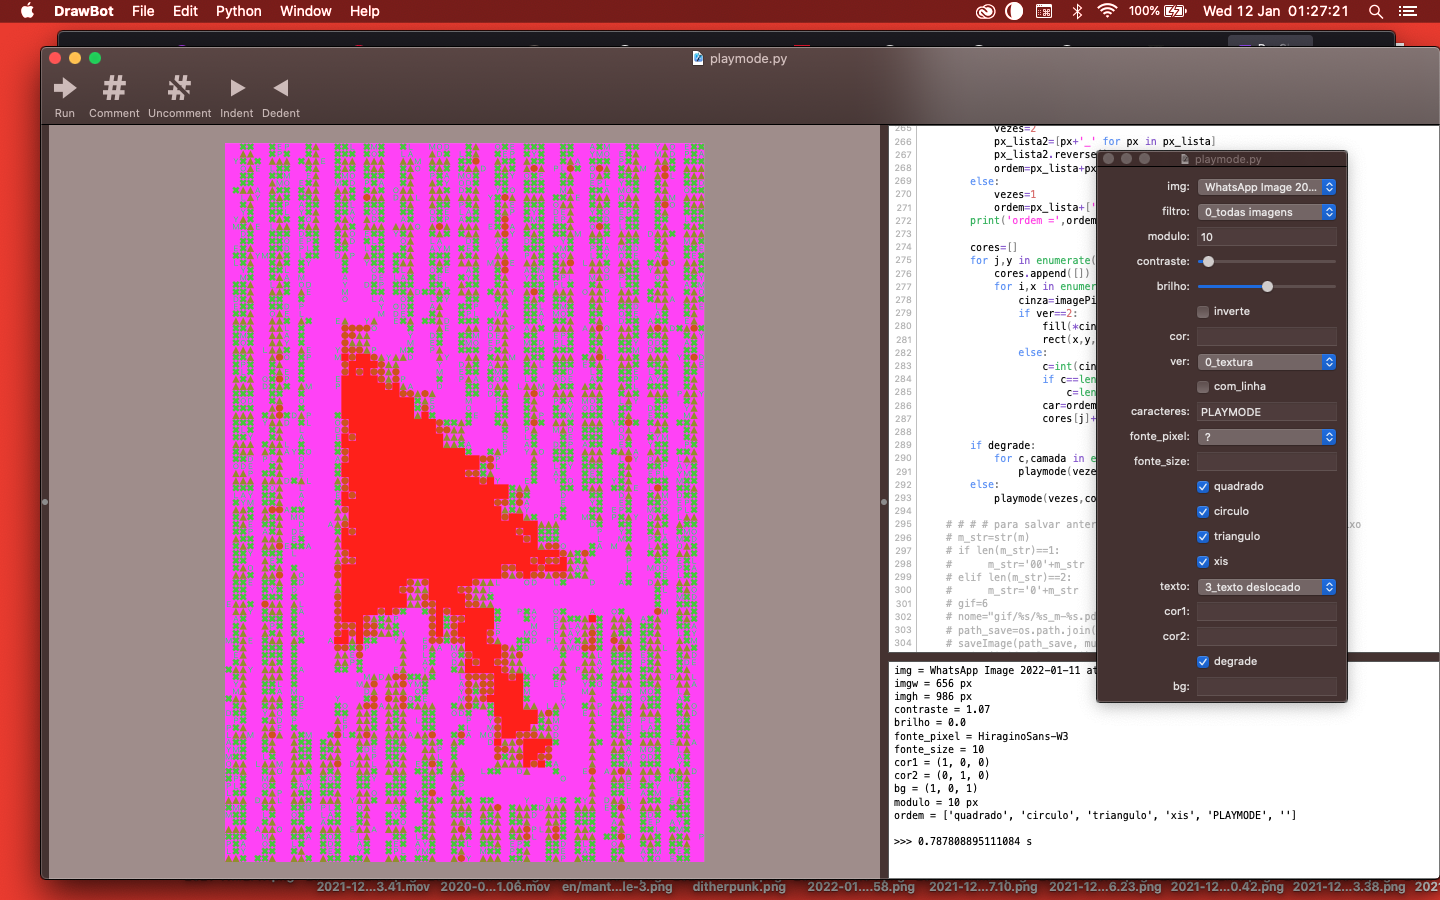 DrawBot File Edit Python Window Help
100% Wed 12 Jan 01:27:21
playmode.py
Run Comment Uncomment Indent Dedent
265 vezes=2
266 px_lista2=[px+'_' for px in px_lista]
267 px_lista2.reverse
268 ordem=px_lista+px
269 else:
270 vezes=1
271 ordem=px_lista+['
272 print('ordem =',ordem
273
274 cores=[]
275 for j,y in enumerate(
276 cores.append([])
277 for i,x in enumer
278 cinza=imagePi
279 if ver==2:
280 fill(*cin
281 rect(x,y,
282 else:
283 c=int(cin
284 if c==len
285 c=len
286 car=ordem
287 cores[j]+
288
289 if degrade:
290 for c,camada in e
291 playmode(veze
292 else:
293 playmode(vezes,co
294
295 # # # # para salvar anter xo
296 # m_str=str(m)
297 # if len(m_str)==1:
298 # m_str='00'+m_str
299 # elif len(m_str)==2:
300 # m_str='0'+m_str
301 # gif=6
302 # nome="gif/%s/%s_m-%s.pd
303 # path_save=os.path.join(
304 # saveImage(path_save, mu
playmode.py
img: WhatsApp Image 20...
filtro: 0_todas imagens
modulo: 10
contraste:
brilho:
inverte
cor:
ver: 0_textura
com_linha
caracteres: PLAYMODE
fonte_pixel: ?
fonte_size:
quadrado
circulo
triangulo
xis
texto: 3_texto deslocado
cor1:
cor2:
degrade
bg:
img = WhatsApp Image 2022-01-11 at
imgw = 656 px
imgh = 986 px
contraste = 1.07
brilho = 0.0
fonte_pixel = HiraginoSans-W3
fonte_size = 10
cor1 = (1, 0, 0)
cor2 = (0, 1, 0)
bg = (1, 0, 1)
modulo = 10 px
ordem = ['quadrado', 'circulo', 'triangulo', 'xis', 'PLAYMODE', '']
>>> 0.787808895111084 s
2021-12...3.41.mov 2020-0...1.06.mov en/mant...le-3.png ditherpunk.png 2022-01....58.png 2021-12...7.10.png 2021-12...6.23.png 2021-12...0.42.png 2021-12...3.38.png 2021